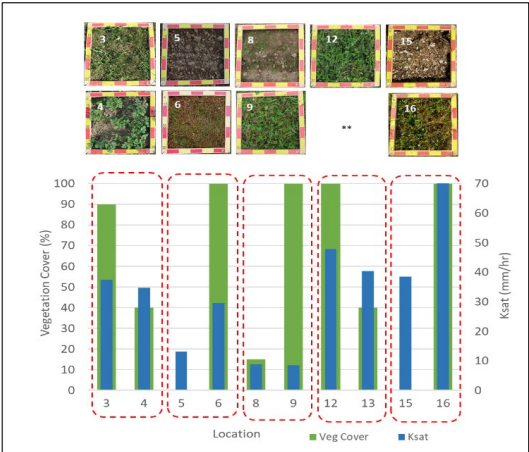 3 5 8 12 15
4 6 9 ** 16
100 70
90
60
80
70 50
60 40
50
40 30
30 20
20
10 10
0 0
Vegetation Cover (%)
Ksat (mm/hr)
3 4 5 6 8 9 12 13 15 16
Location
Veg Cover Ksat